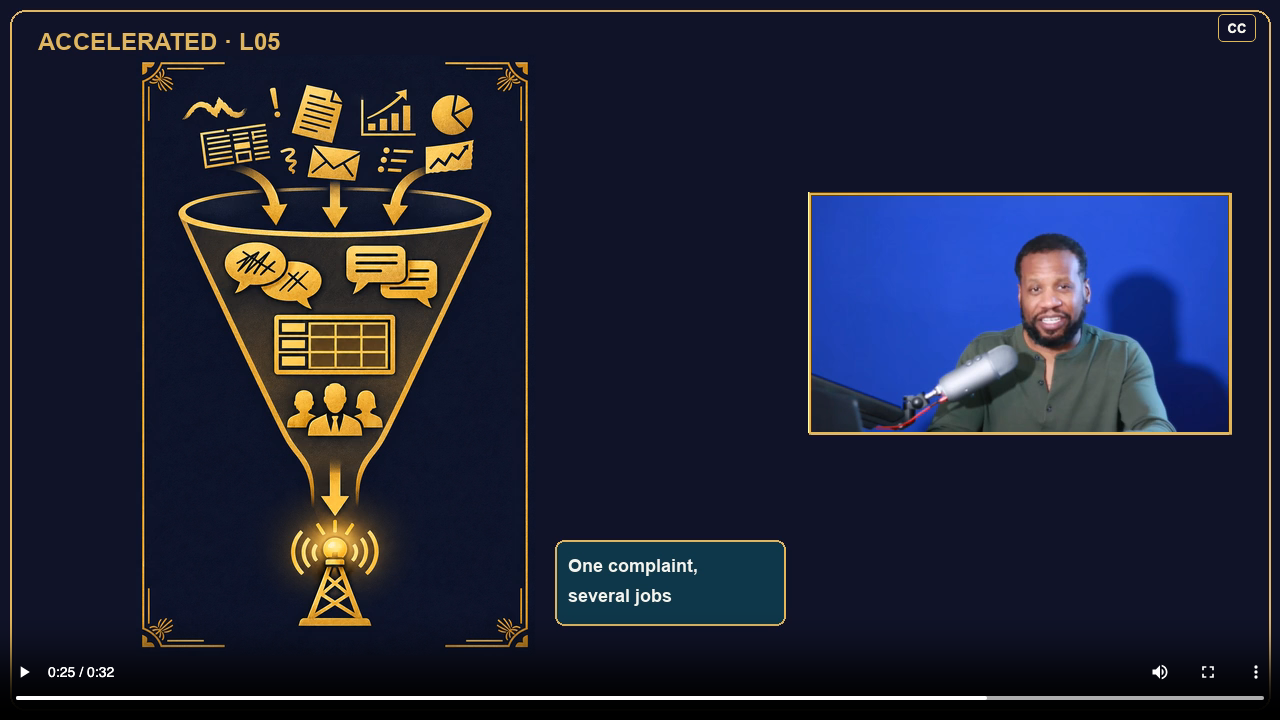 ACCELERATED · L05
CC
One complaint,
several jobs
0:25 / 0:32